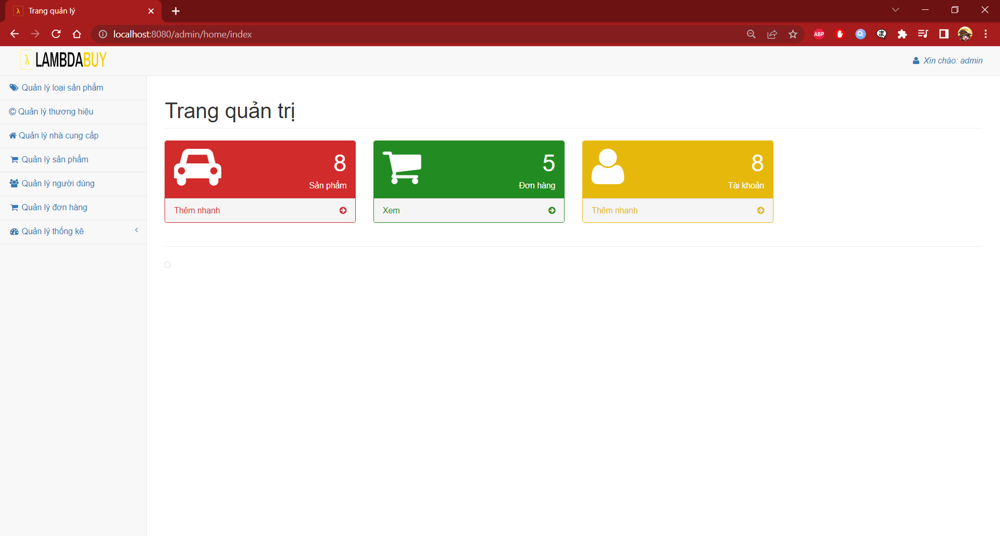 λ Trang quản lý
localhost:8080/admin/home/index
ABP
ま
λ LAMBDABUY
Xin chào: admin
Quản lý loại sản phẩm
© Quản lý thương hiệu
Quản lý nhà cung cấp
Quản lý sản phẩm
Quản lý người dùng
Quản lý đơn hàng
Quản lý thống kê
Trang quản trị
8
Sản phẩm
Thêm nhanh
5
Đơn hàng
Xem
8
Tài khoản
Thêm nhanh